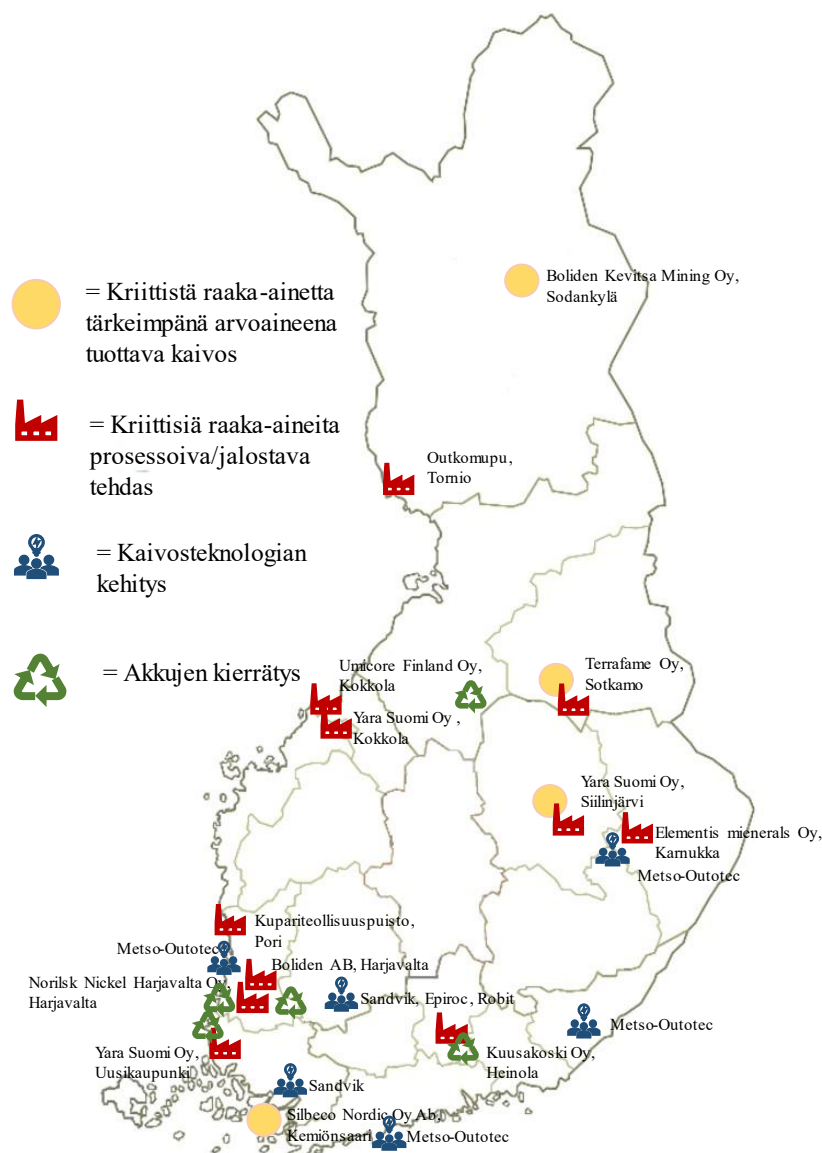 = Kriittistä raaka-ainetta
tärkeimpänä arvoaineena
tuottava kaivos
= Kriittisiä raaka-aineita
prosessoiva/jalostava
tehdas
= Kaivosteknologian
kehitys
= Akkujen kierrätys
Boliden Kevitsa Mining Oy,
Sodankylä
Outkomupu,
Tornio
Umicore Finland Oy,
Kokkola
Yara Suomi Oy ,
Kokkola
Terrafame Oy,
Sotkamo
Yara Suomi Oy,
Siilinjärvi
Elementis mienerals Oy,
Karnukka
Metso-Outotec
Kupariteollisuuspuisto,
Pori
Metso-Outotec
Boliden AB, Harjavalta
Norilsk Nickel Harjavalta Oy,
Harjavalta
Sandvik, Epiroc, Robit
Metso-Outotec
Kuusakoski Oy,
Heinola
Yara Suomi Oy,
Uusikaupunki
Sandvik
Silbeco Nordic Oy Ab,
Kemiönsaari
Metso-Outotec